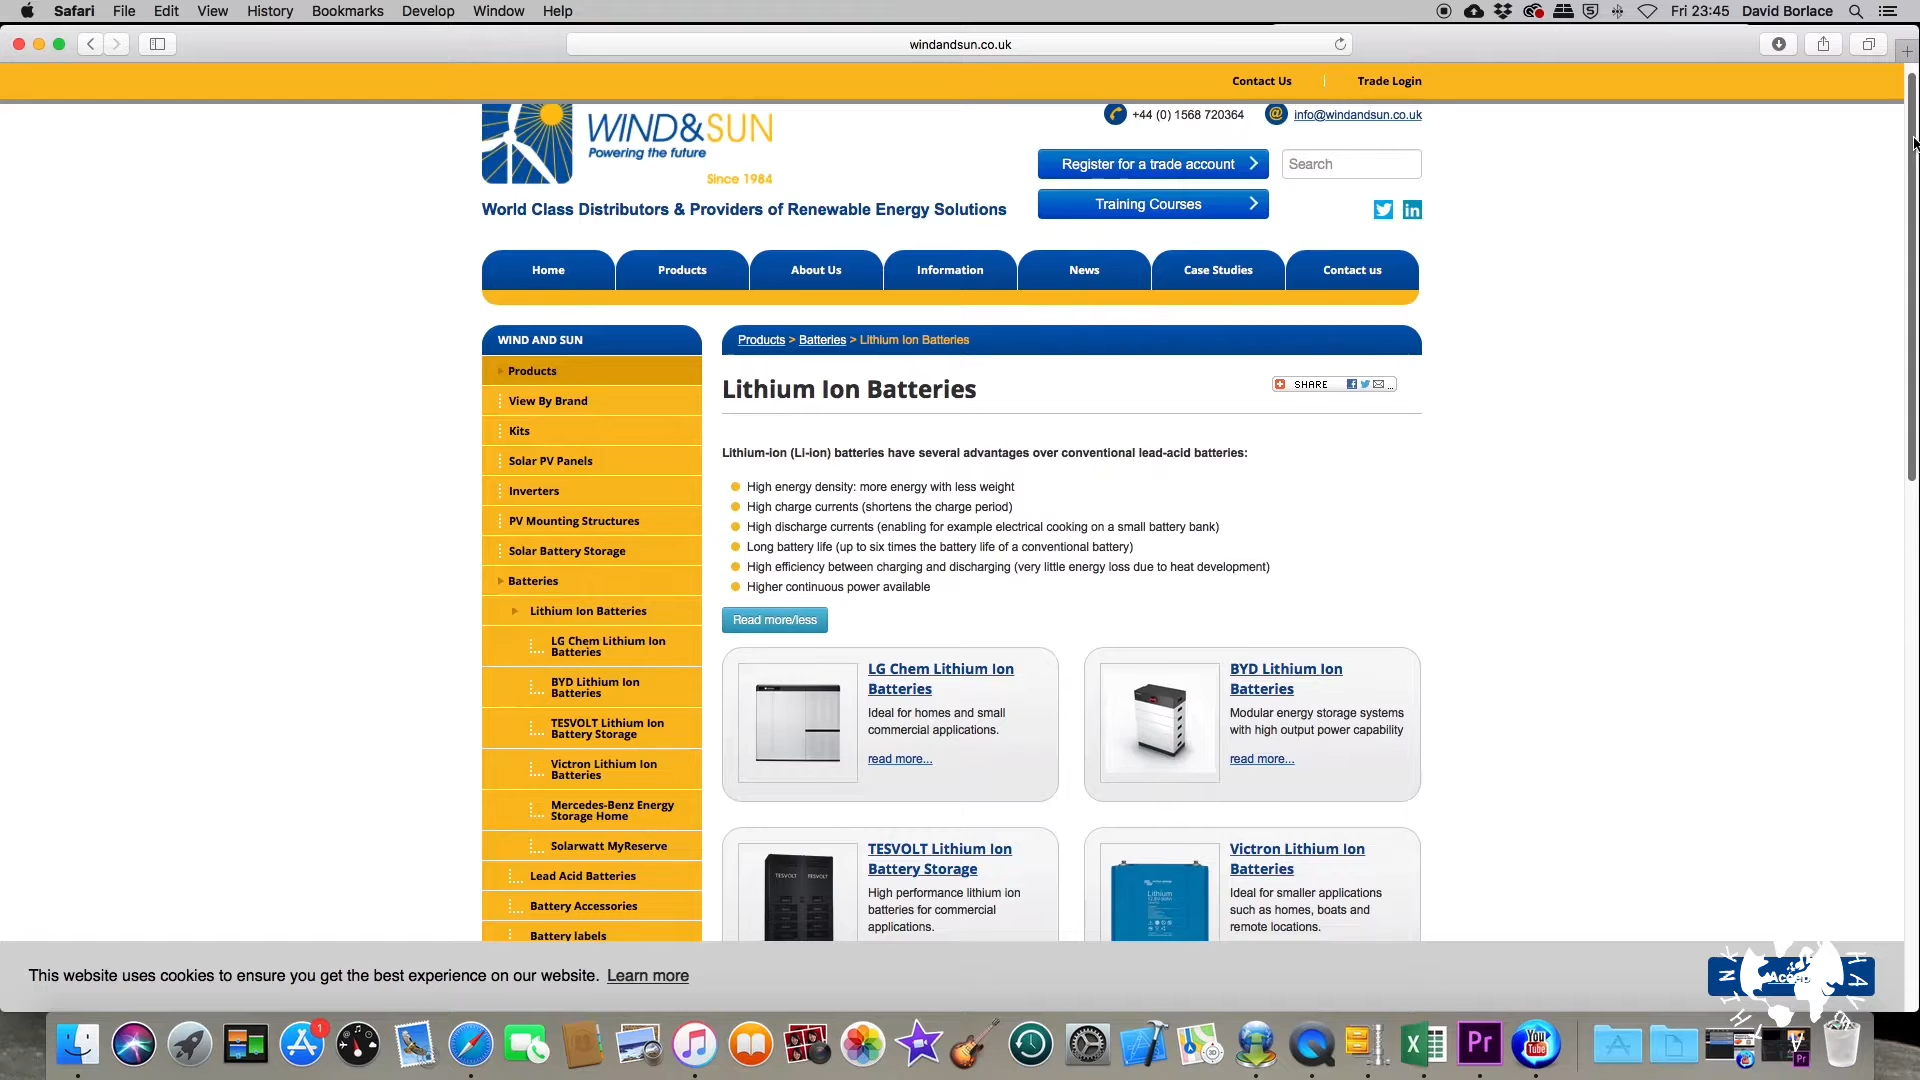 Safari File Edit View History Bookmarks Develop Window Help
Fri 23:45 David Borlace
windandsun.co.uk
Contact Us Trade Login
WIND&SUN
Powering the future
Since 1984
+44 (0) 1568 720364 info@windandsun.co.uk
Register for a trade account Search
Training Courses
World Class Distributors & Providers of Renewable Energy Solutions
Home Products About Us Information News Case Studies Contact us
WIND AND SUN
Products
View By Brand
Kits
Solar PV Panels
Inverters
PV Mounting Structures
Solar Battery Storage
Batteries
Lithium Ion Batteries
LG Chem Lithium Ion
Batteries
BYD Lithium Ion
Batteries
TESVOLT Lithium Ion
Battery Storage
Victron Lithium Ion
Batteries
Mercedes-Benz Energy
Storage Home
Solarwatt MyReserve
Lead Acid Batteries
Battery Accessories
Battery labels
Products > Batteries > Lithium Ion Batteries
Lithium Ion Batteries
SHARE
Lithium-ion (Li-ion) batteries have several advantages over conventional lead-acid batteries:
High energy density: more energy with less weight
High charge currents (shortens the charge period)
High discharge currents (enabling for example electrical cooking on a small battery bank)
Long battery life (up to six times the battery life of a conventional battery)
High efficiency between charging and discharging (very little energy loss due to heat development)
Higher continuous power available
Read more/less
LG Chem Lithium Ion
Batteries
Ideal for homes and small
commercial applications.
read more...
BYD Lithium Ion
Batteries
Modular energy storage systems
with high output power capability
read more...
TESVOLT TESVOLT
TESVOLT Lithium Ion
Battery Storage
High performance lithium ion
batteries for commercial
applications.
Lithium
Victron Lithium Ion
Batteries
Ideal for smaller applications
such as homes, boats and
remote locations.
This website uses cookies to ensure you get the best experience on our website. Learn more
1
Pr
You
Tube